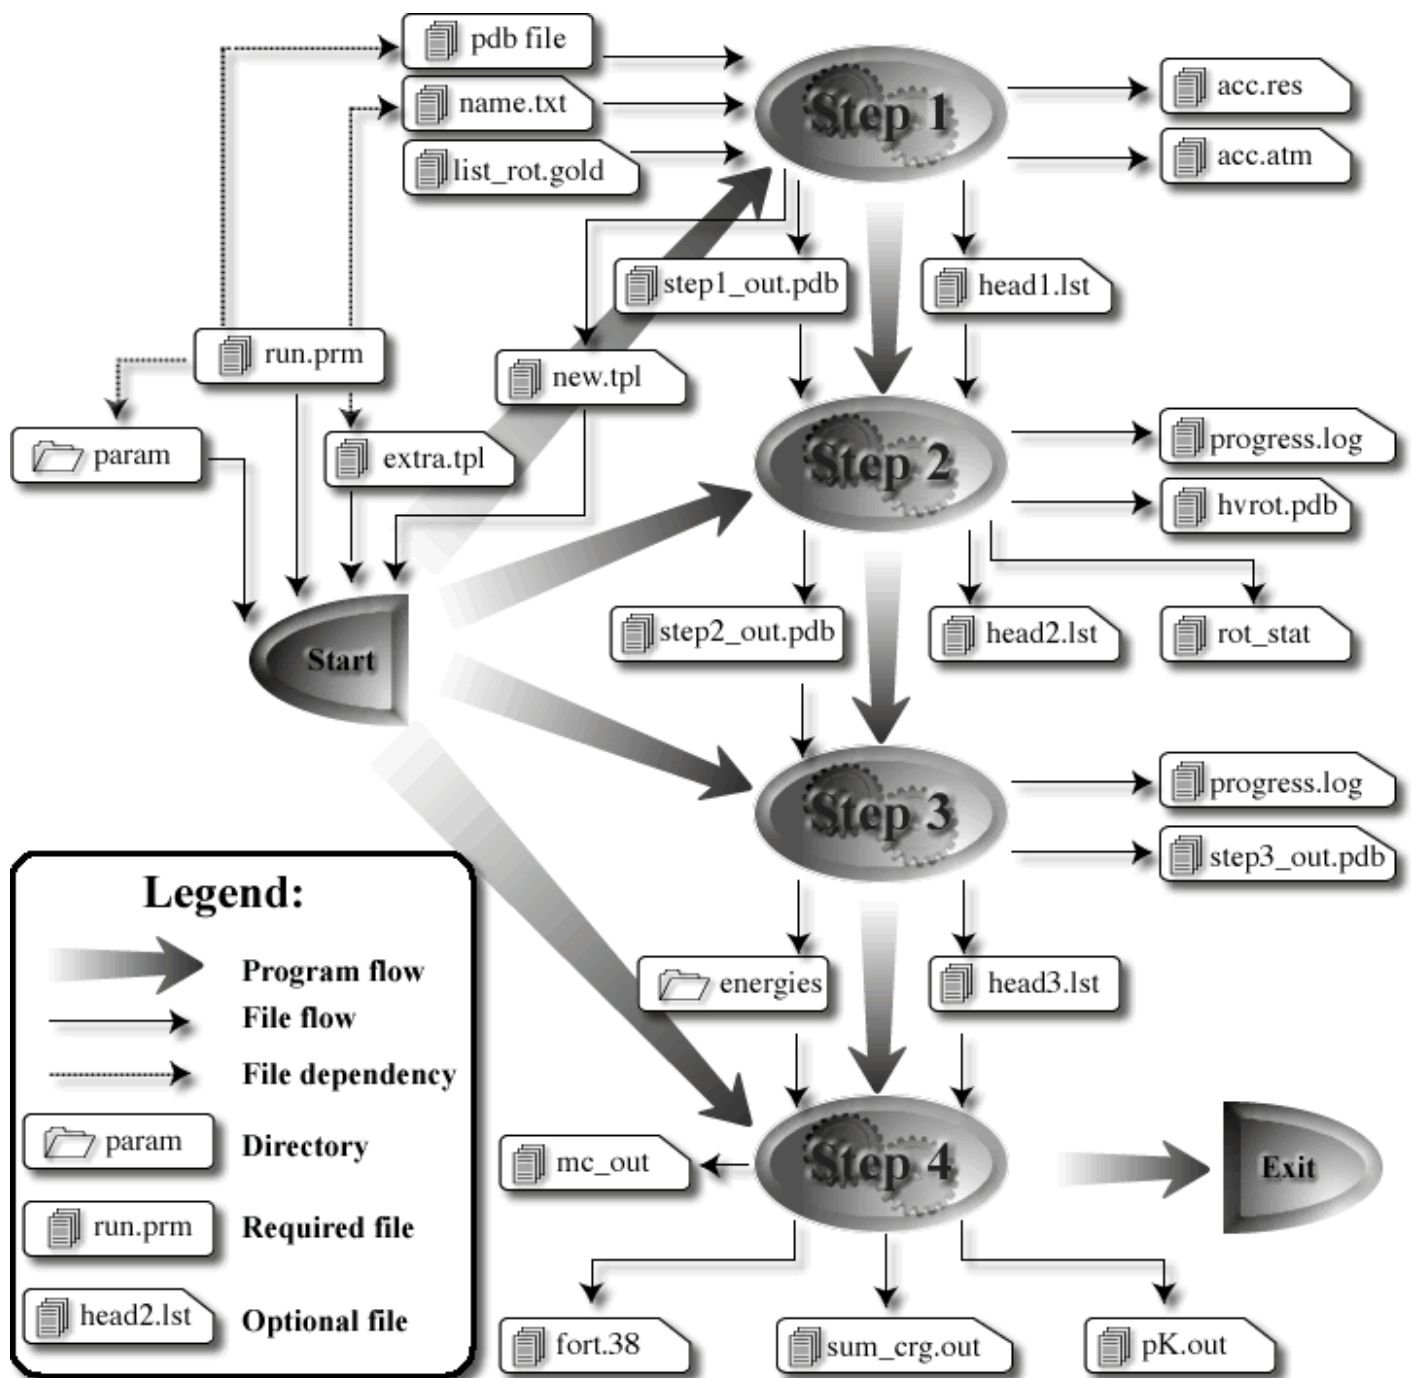 pdb file
name.txt
list_rot.gold
Step 1
acc.res
acc.atm
step1_out.pdb
head1.lst
run.prm
new.tpl
param
extra.tpl
Step 2
progress.log
hvrot.pdb
step2_out.pdb
head2.lst
rot_stat
Start
Step 3
progress.log
step3_out.pdb
energies
head3.lst
mc_out
Step 4
Exit
fort.38
sum_crg.out
pK.out
Legend:
Program flow
File flow
File dependency
param
Directory
run.prm
Required file
head2.lst
Optional file